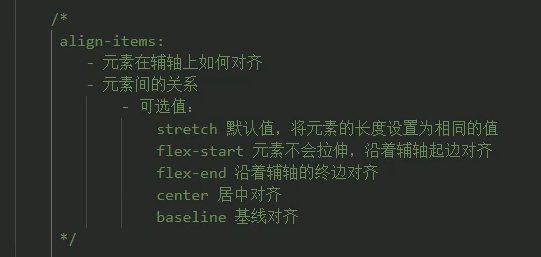 /*
align-items:
- 元素在辅轴上如何对齐
- 元素间的关系
- 可选值：
stretch 默认值，将元素的长度设置为相同的值
flex-start 元素不会拉伸，沿着辅轴起边对齐
flex-end 沿着辅轴的终边对齐
center 居中对齐
baseline 基线对齐
*/